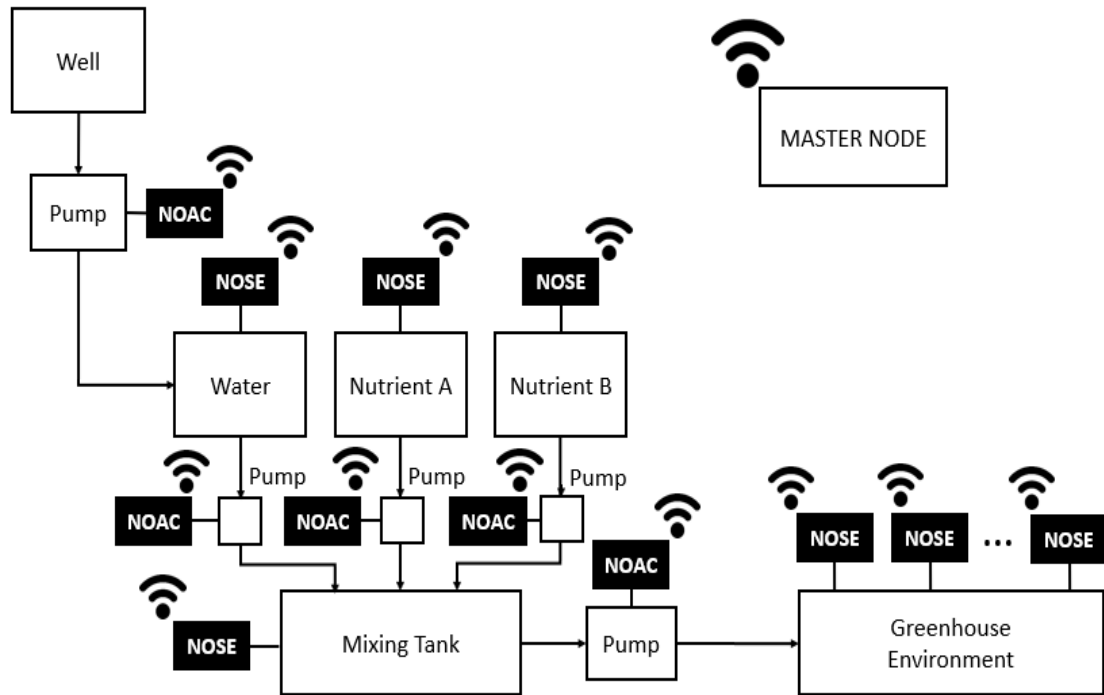 Well
MASTER NODE
Pump
NOAC
NOSE
NOSE
NOSE
Water
Nutrient A
Nutrient B
Pump
Pump
Pump
NOAC
NOAC
NOAC
NOAC
NOSE
NOSE
...
NOSE
NOSE
Mixing Tank
Pump
Greenhouse
Environment